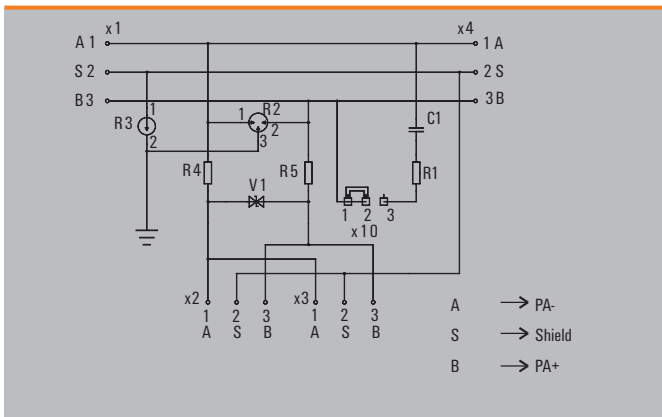 x1 x4
A 1 1 A
S 2 2 S
B 3 3 B
1 R2 C1
R3 1 2
2 3
R4 V1 R5 R1
1 2 3
x10
x2 x3
1 2 3 1 2 3
A S B A S B
A → PA-
S → Shield
B → PA+